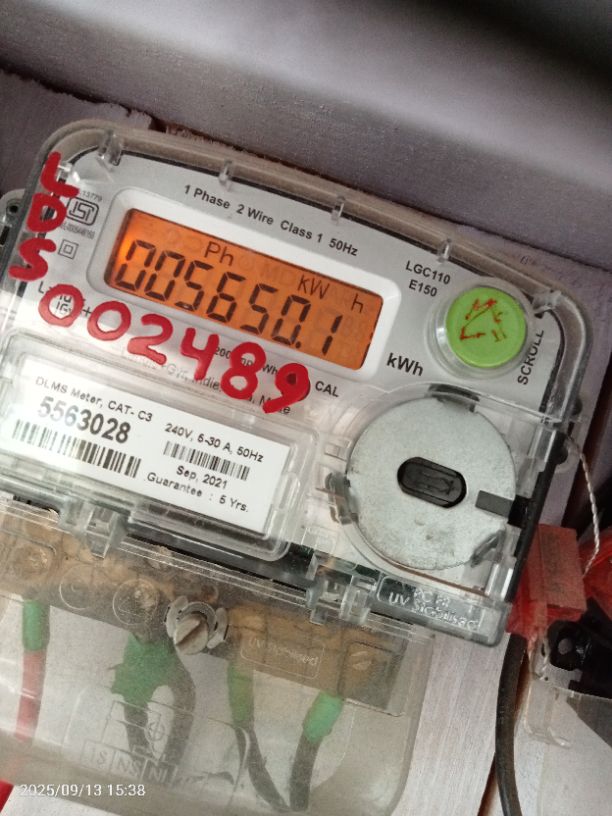 1 Phase 2 Wire Class 1 50Hz
LGC110
E150
Ph kW h
005650.1
kWh
SCROLL
LDS
002489
CAL
DLMS Meter, CAT- C3
5563028
240V, 5-30 A, 50Hz
Sep, 2021
Guarantee : 5 Yrs.
2025/09/13 15:38